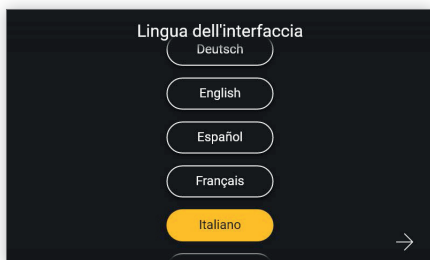 Lingua dell'interfaccia
Deutsch
English
Español
Français
Italiano